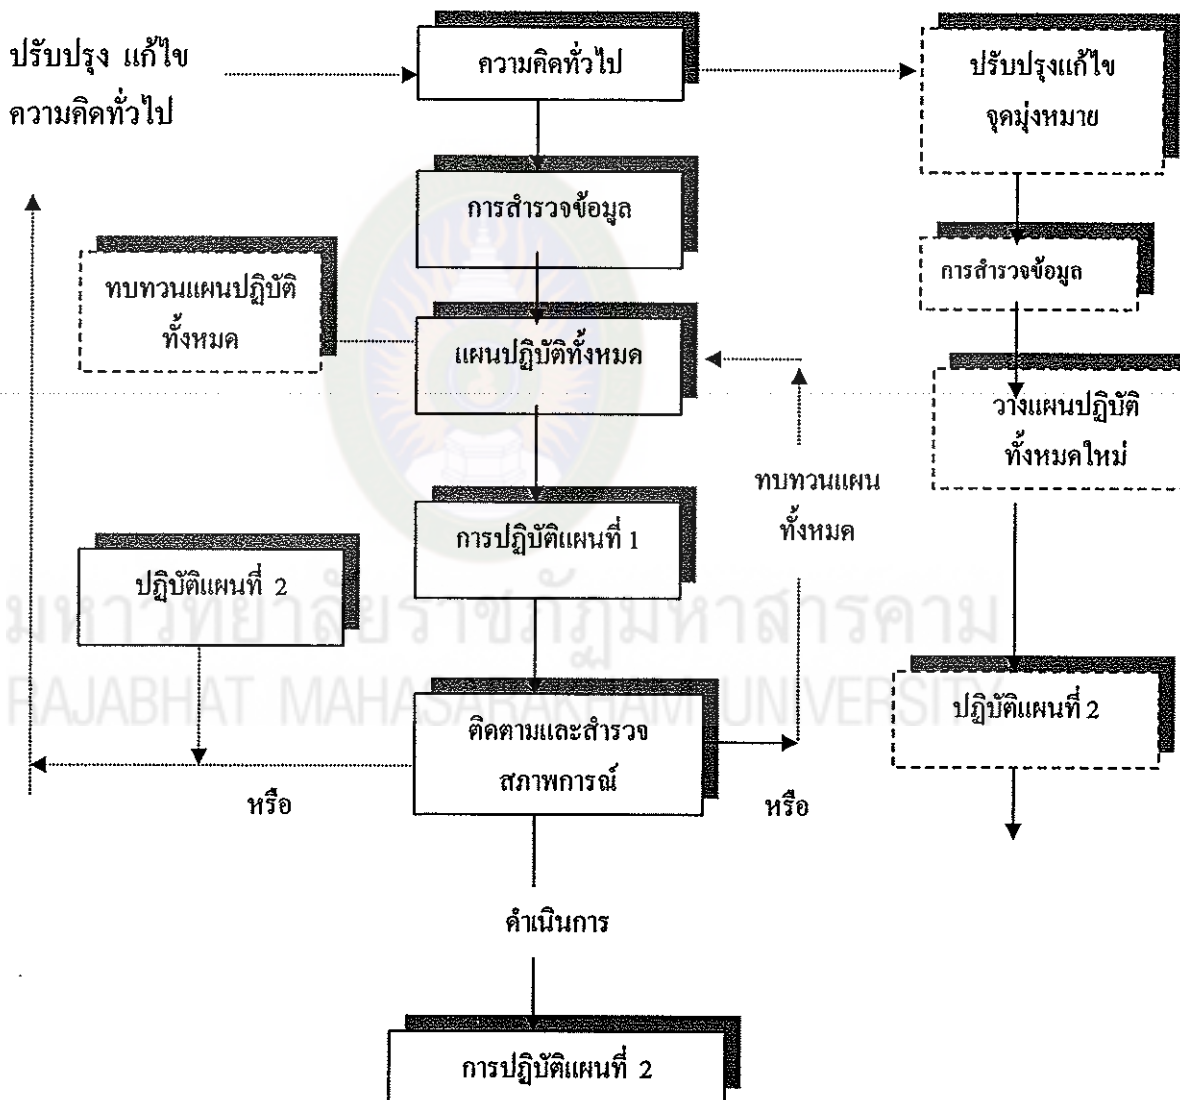 ปรับปรุง แก้ไข
ความคิดทั่วไป
ความคิดทั่วไป
ปรับปรุงแก้ไข
จุดมุ่งหมาย
การสำรวจข้อมูล
การสำรวจข้อมูล
ทบทวนแผนปฏิบัติ
ทั้งหมด
แผนปฏิบัติทั้งหมด
วางแผนปฏิบัติ
ทั้งหมดใหม่
ทบทวนแผน
ทั้งหมด
การปฏิบัติแผนที่ 1
ปฏิบัติแผนที่ 2
มหาวิทยาลัยราชภัฏมหาสารคาม
RAJABHAT MAHASARAKHAM UNIVERSITY
ติดตามและสำรวจ
สภาพการณ์
ปฏิบัติแผนที่ 2
หรือ
หรือ
ดำเนินการ
การปฏิบัติแผนที่ 2